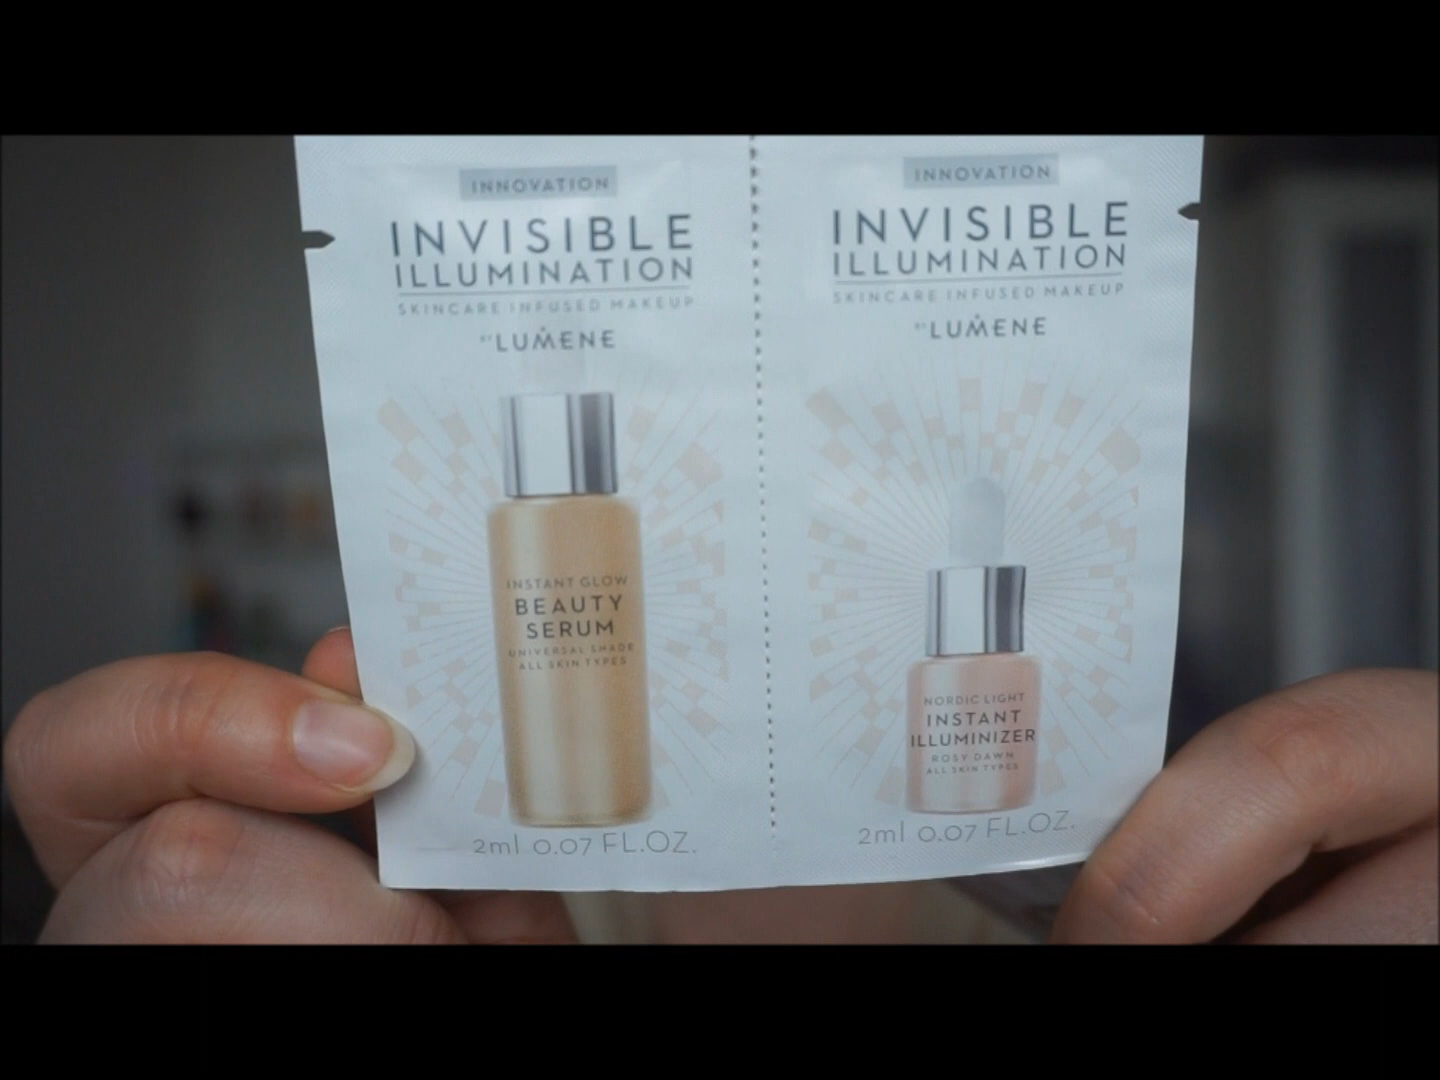 INNOVATION
INVISIBLE
ILLUMINATION
SKINCARE INFUSED MAKEUP
BY LUMENE
INSTANT GLOW
BEAUTY
SERUM
UNIVERSAL SHADE
ALL SKIN TYPES
2ml 0.07 FL.OZ.
INNOVATION
INVISIBLE
ILLUMINATION
SKINCARE INFUSED MAKEUP
BY LUMENE
NORDIC LIGHT
INSTANT
ILLUMINIZER
ROSY DAWN
ALL SKIN TYPES
2ml 0.07 FL.OZ.